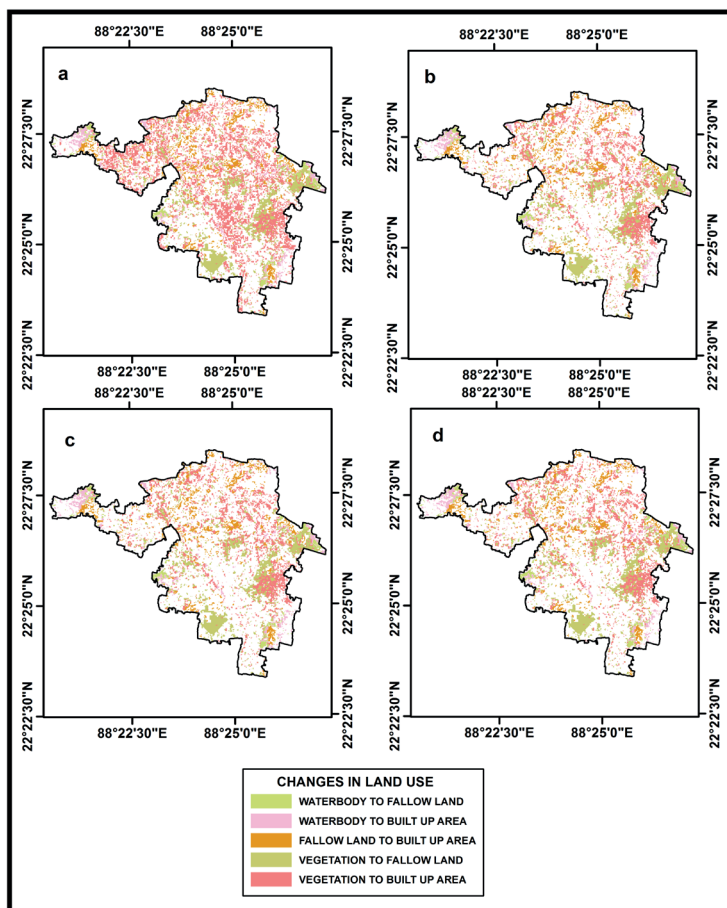 88°22'30"E 88°25'0"E 88°22'30"E 88°25'0"E
a b
22°27'30"N 22°27'30"N 22°27'30"N 22°27'30"N
22°25'0"N 22°25'0"N 22°25'0"N 22°25'0"N
22°22'30"N 22°22'30"N 22°22'30"N 22°22'30"N
88°22'30"E 88°25'0"E 88°22'30"E 88°25'0"E
88°22'30"E 88°25'0"E
c d
22°27'30"N 22°27'30"N 22°27'30"N 22°27'30"N
22°25'0"N 22°25'0"N 22°25'0"N 22°25'0"N
22°22'30"N 22°22'30"N 22°22'30"N 22°22'30"N
88°22'30"E 88°25'0"E 88°22'30"E 88°25'0"E
CHANGES IN LAND USE
WATERBODY TO FALLOW LAND
WATERBODY TO BUILT UP AREA
FALLOW LAND TO BUILT UP AREA
VEGETATION TO FALLOW LAND
VEGETATION TO BUILT UP AREA